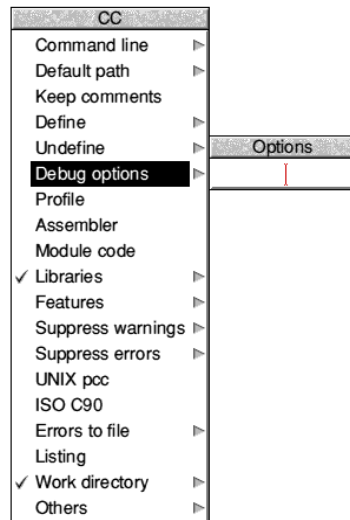 CC
Command line
Default path
Keep comments
Define
Undefine
Debug options
Options
Profile
Assembler
Module code
Libraries
Features
Suppress warnings
Suppress errors
UNIX pcc
ISO C90
Errors to file
Listing
Work directory
Others